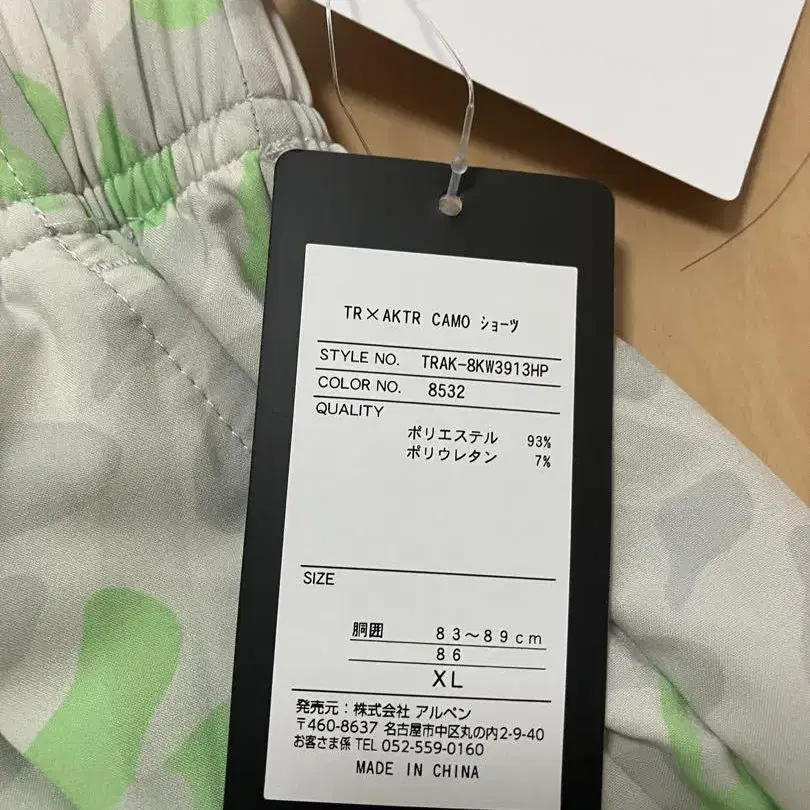 TR×AKTR CAMO ショーツ
STYLE NO. TRAK-8KW3913HP
COLOR NO. 8532
QUALITY
ポリエステル 93%
ポリウレタン 7%
SIZE
胴囲 83～89cm
86
XL
発売元：株式会社 アルペン
〒460-8637 名古屋市中区丸の内2-9-40
お客さま係 TEL 052-559-0160
MADE IN CHINA